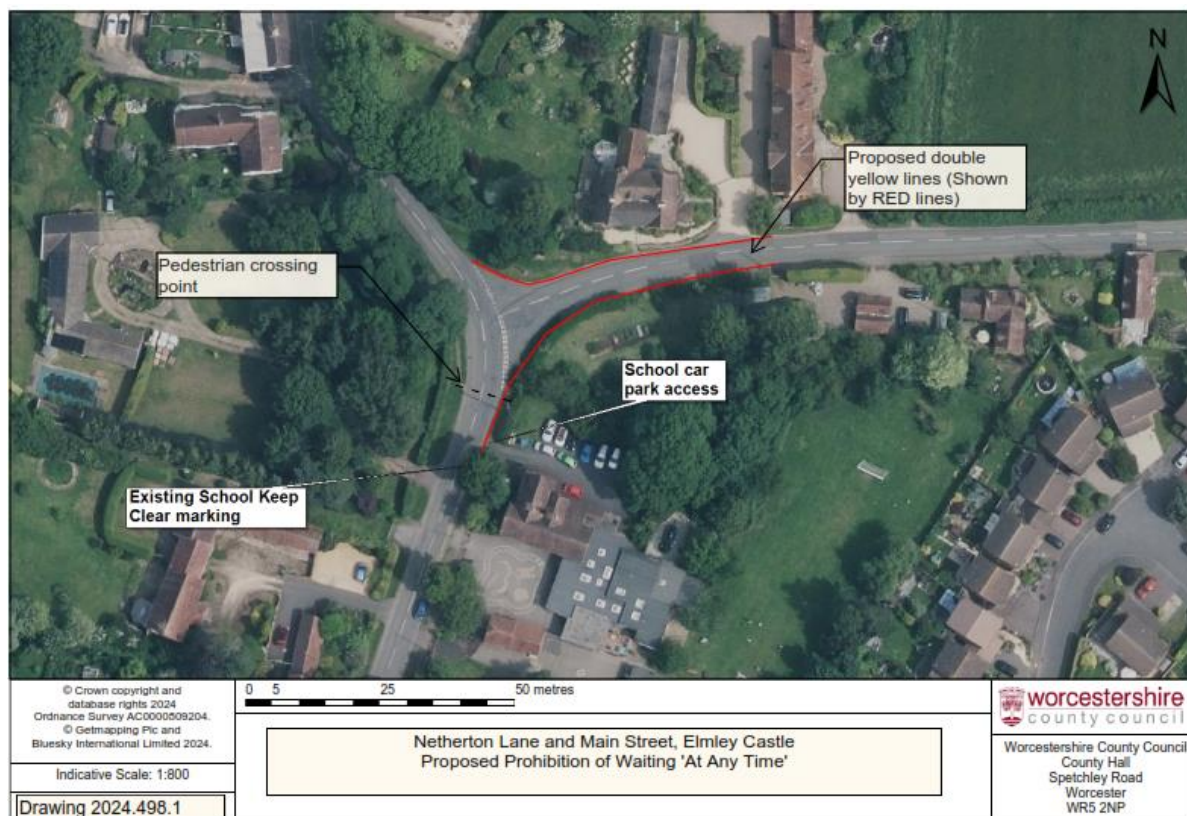 N
Proposed double
yellow lines (Shown
by RED lines)
Pedestrian crossing
point
School car
park access
Existing School Keep
Clear marking
© Crown copyright and
database rights 2024
Ordnance Survey AC0000809204.
© Getmapping Plc and
Bluesky International Limited 2024.
Indicative Scale: 1:800
Drawing 2024.498.1
0 5 25 50 metres
Netherton Lane and Main Street, Elmley Castle
Proposed Prohibition of Waiting 'At Any Time'
worcestershire
county council
Worcestershire County Council
County Hall
Spetchley Road
Worcester
WR5 2NP